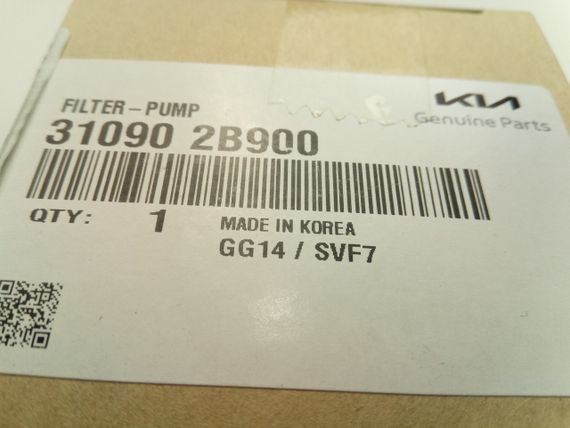 KIA
Genuine Parts
FILTER-PUMP
31090 2B900
QTY: 1
MADE IN KOREA
GG14 / SVF7